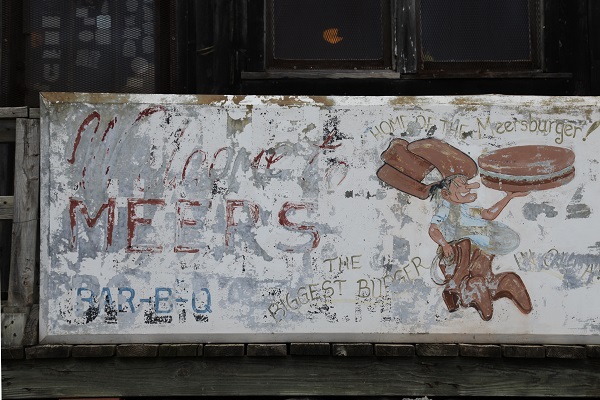 Welcome to
MEERS
BAR-B-Q
HOME OF THE Meersburger!
THE
BIGGEST BURGER